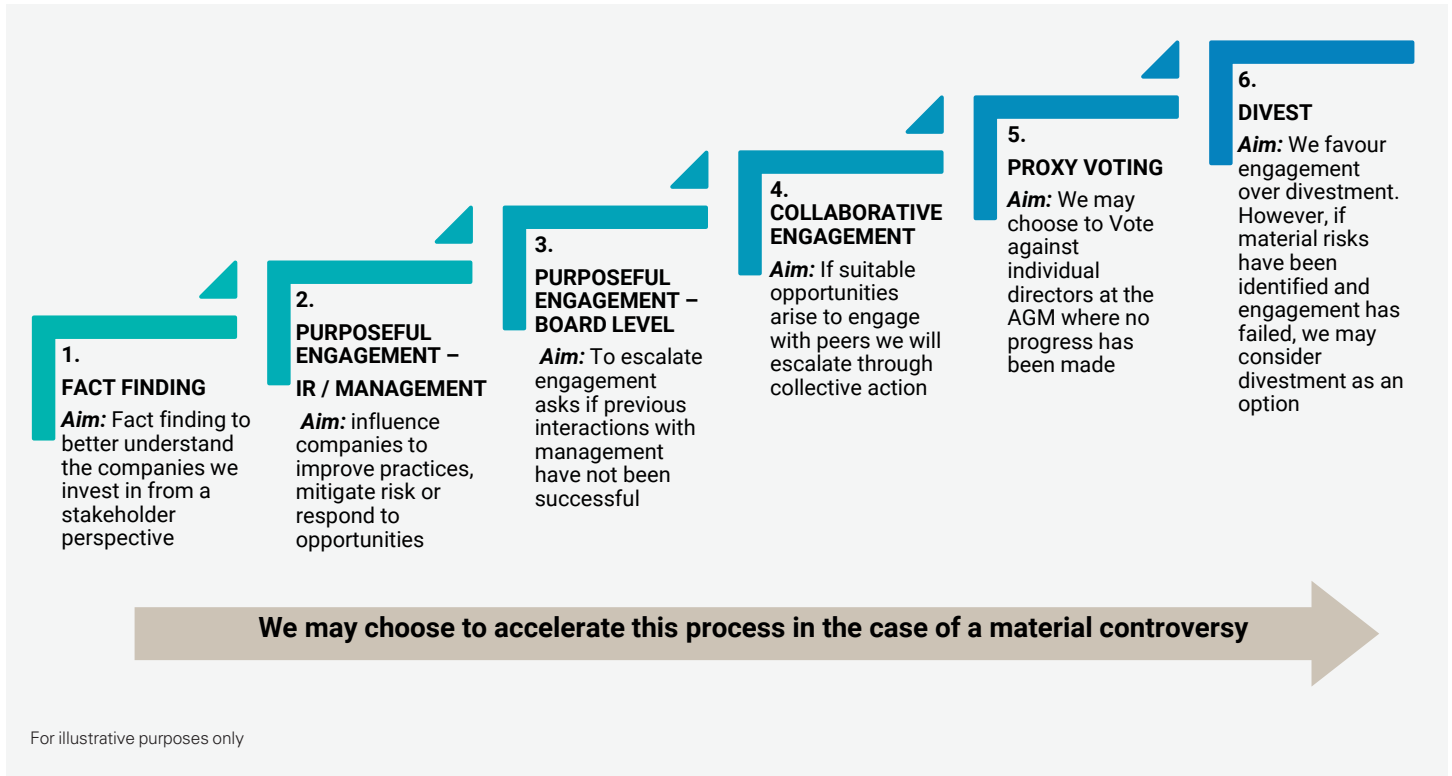 1.
FACT FINDING
Aim: Fact finding to
better understand
the companies we
invest in from a
stakeholder
perspective
2.
PURPOSEFUL
ENGAGEMENT –
IR / MANAGEMENT
Aim: influence
companies to
improve practices,
mitigate risk or
respond to
opportunities
3.
PURPOSEFUL
ENGAGEMENT –
BOARD LEVEL
Aim: To escalate
engagement
asks if previous
interactions with
management
have not been
successful
4.
COLLABORATIVE
ENGAGEMENT
Aim: If suitable
opportunities
arise to engage
with peers we will
escalate through
collective action
5.
PROXY VOTING
Aim: We may
choose to Vote
against
individual
directors at the
AGM where no
progress has
been made
6.
DIVEST
Aim: We favour
engagement
over divestment.
However, if
material risks
have been
identified and
engagement has
failed, we may
consider
divestment as an
option
We may choose to accelerate this process in the case of a material controversy
For illustrative purposes only